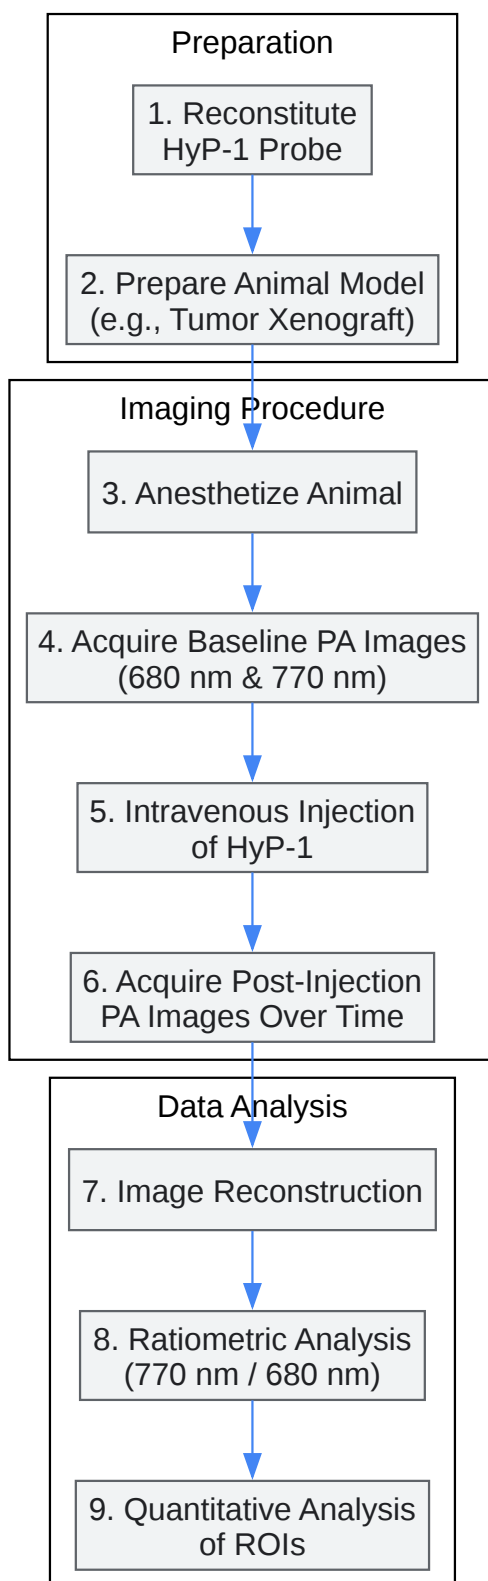 Preparation
1. Reconstitute
HyP-1 Probe
2. Prepare Animal Model
(e.g., Tumor Xenograft)
Imaging Procedure
3. Anesthetize Animal
4. Acquire Baseline PA Images
(680 nm & 770 nm)
5. Intravenous Injection
of HyP-1
6. Acquire Post-Injection
PA Images Over Time
Data Analysis
7. Image Reconstruction
8. Ratiometric Analysis
(770 nm / 680 nm)
9. Quantitative Analysis
of ROIs